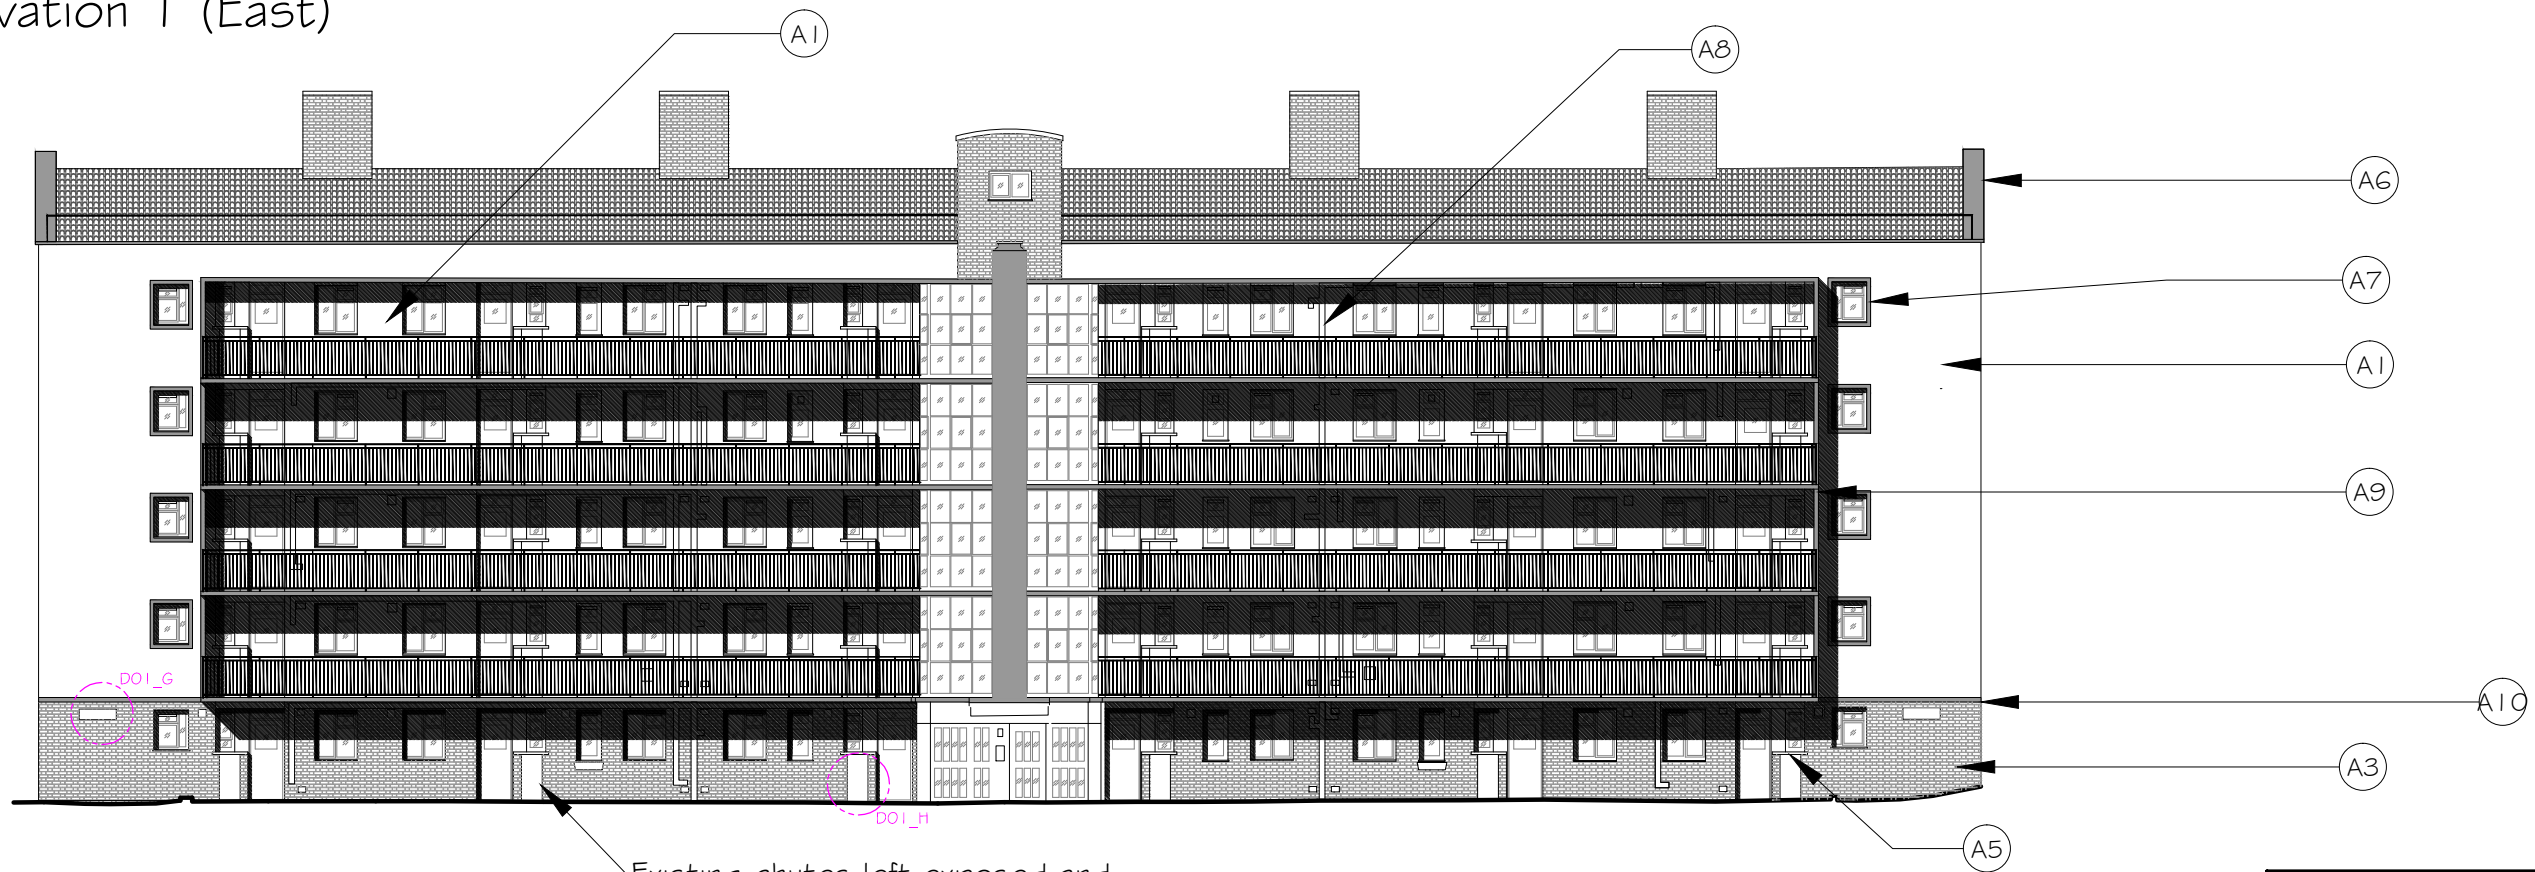 vation 1 (East)
A1
A8
A6
A7
A1
A9
D01_G
A10
A3
D01_H
A5
Existing chutes left exposed and